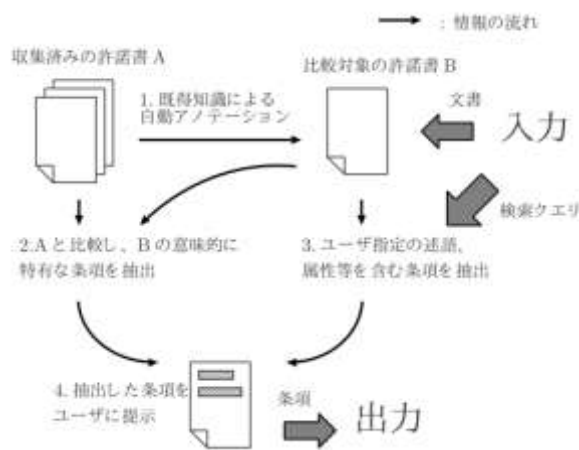 : 情報の流れ
収集済みの許諾書 A
比較対象の許諾書 B
1. 既得知識による
自動アノテーション
文書
入力
検索クエリ
2.A と比較し、B の意味的に
特有な条項を抽出
3. ユーザ指定の述語、
属性等を含む条項を抽出
4. 抽出した条項を
ユーザに提示
条項
出力